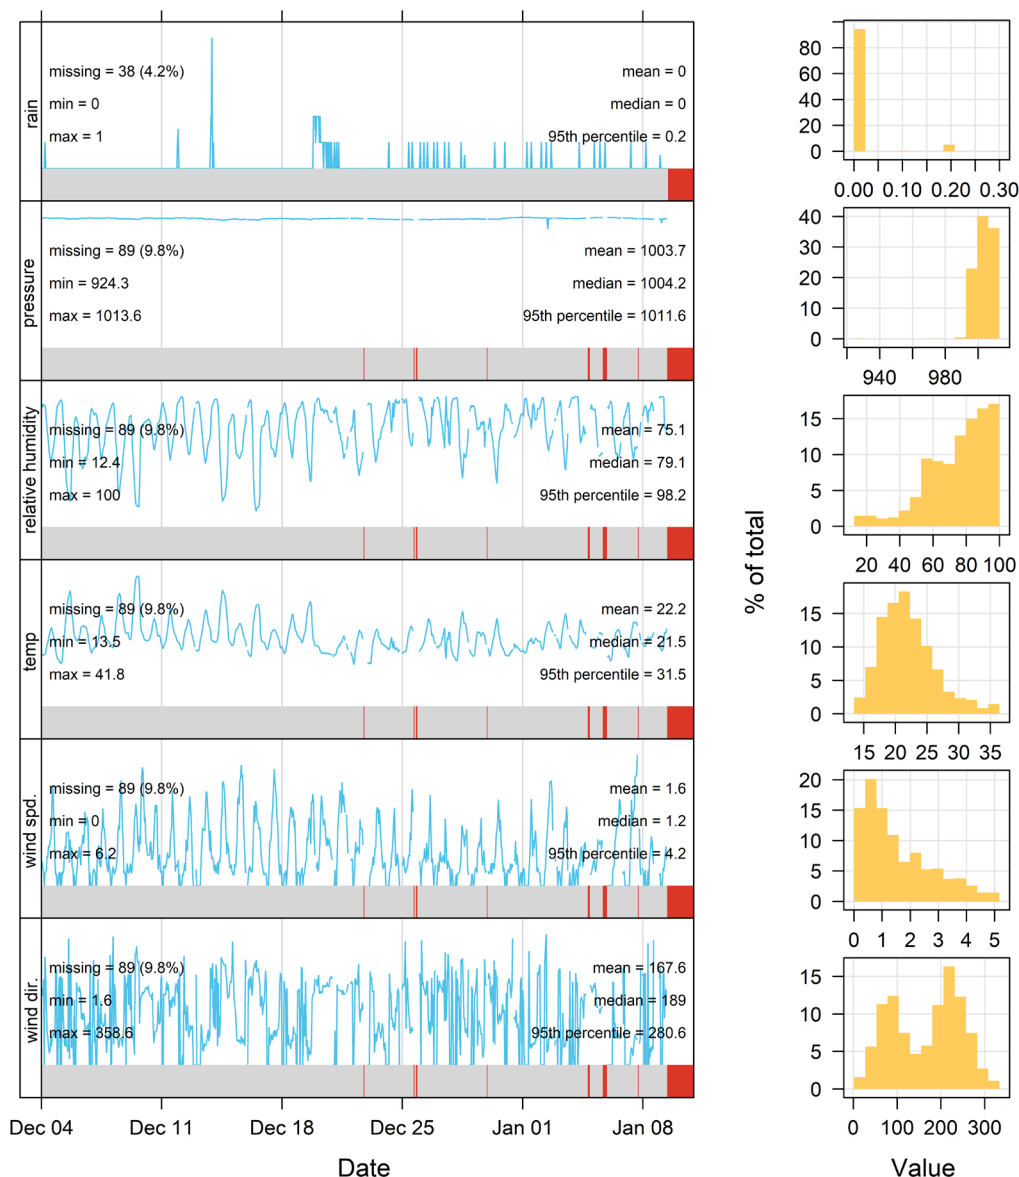 rain
missing = 38 (4.2%)
mean = 0
min = 0
median = 0
max = 1
95th percentile = 0.2
80
60
40
20
0
0.00 0.10 0.20 0.30
pressure
missing = 89 (9.8%)
mean = 1003.7
min = 924.3
median = 1004.2
max = 1013.6
95th percentile = 1011.6
40
30
20
10
0
940 980
relative humidity
missing = 89 (9.8%)
mean = 75.1
min = 12.4
median = 79.1
max = 100
95th percentile = 98.2
15
10
5
0
20 40 60 80 100
% of total
temp
missing = 89 (9.8%)
mean = 22.2
min = 13.5
median = 21.5
max = 41.8
95th percentile = 31.5
15
10
5
0
15 20 25 30 35
wind spd.
missing = 89 (9.8%)
mean = 1.6
min = 0
median = 1.2
max = 6.2
95th percentile = 4.2
20
15
10
5
0
0 1 2 3 4 5
wind dir.
missing = 89 (9.8%)
mean = 167.6
min = 1.6
median = 189
max = 358.6
95th percentile = 280.6
15
10
5
0
0 100 200 300
Dec 04 Dec 11 Dec 18 Dec 25 Jan 01 Jan 08
Date
Value